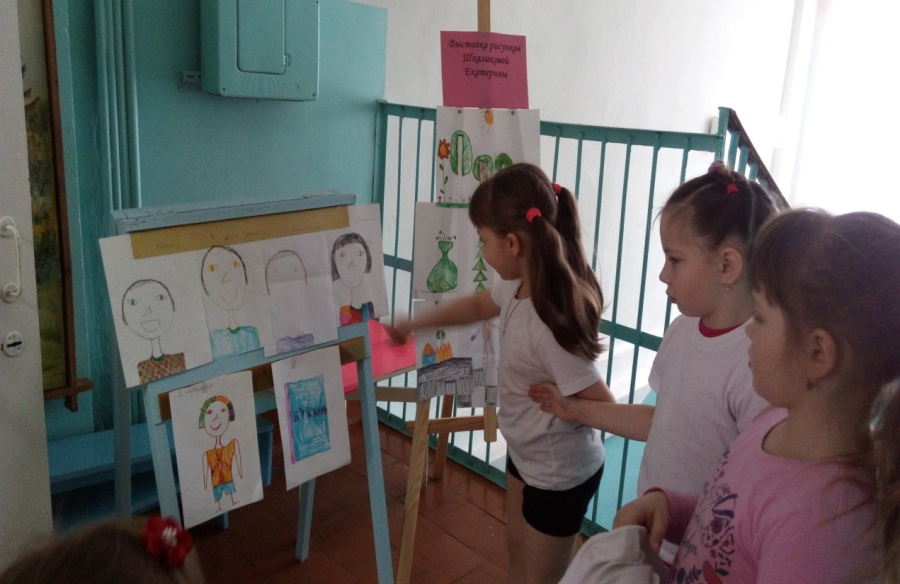 Выставка рисунков
Шкаликовой
Екатерины